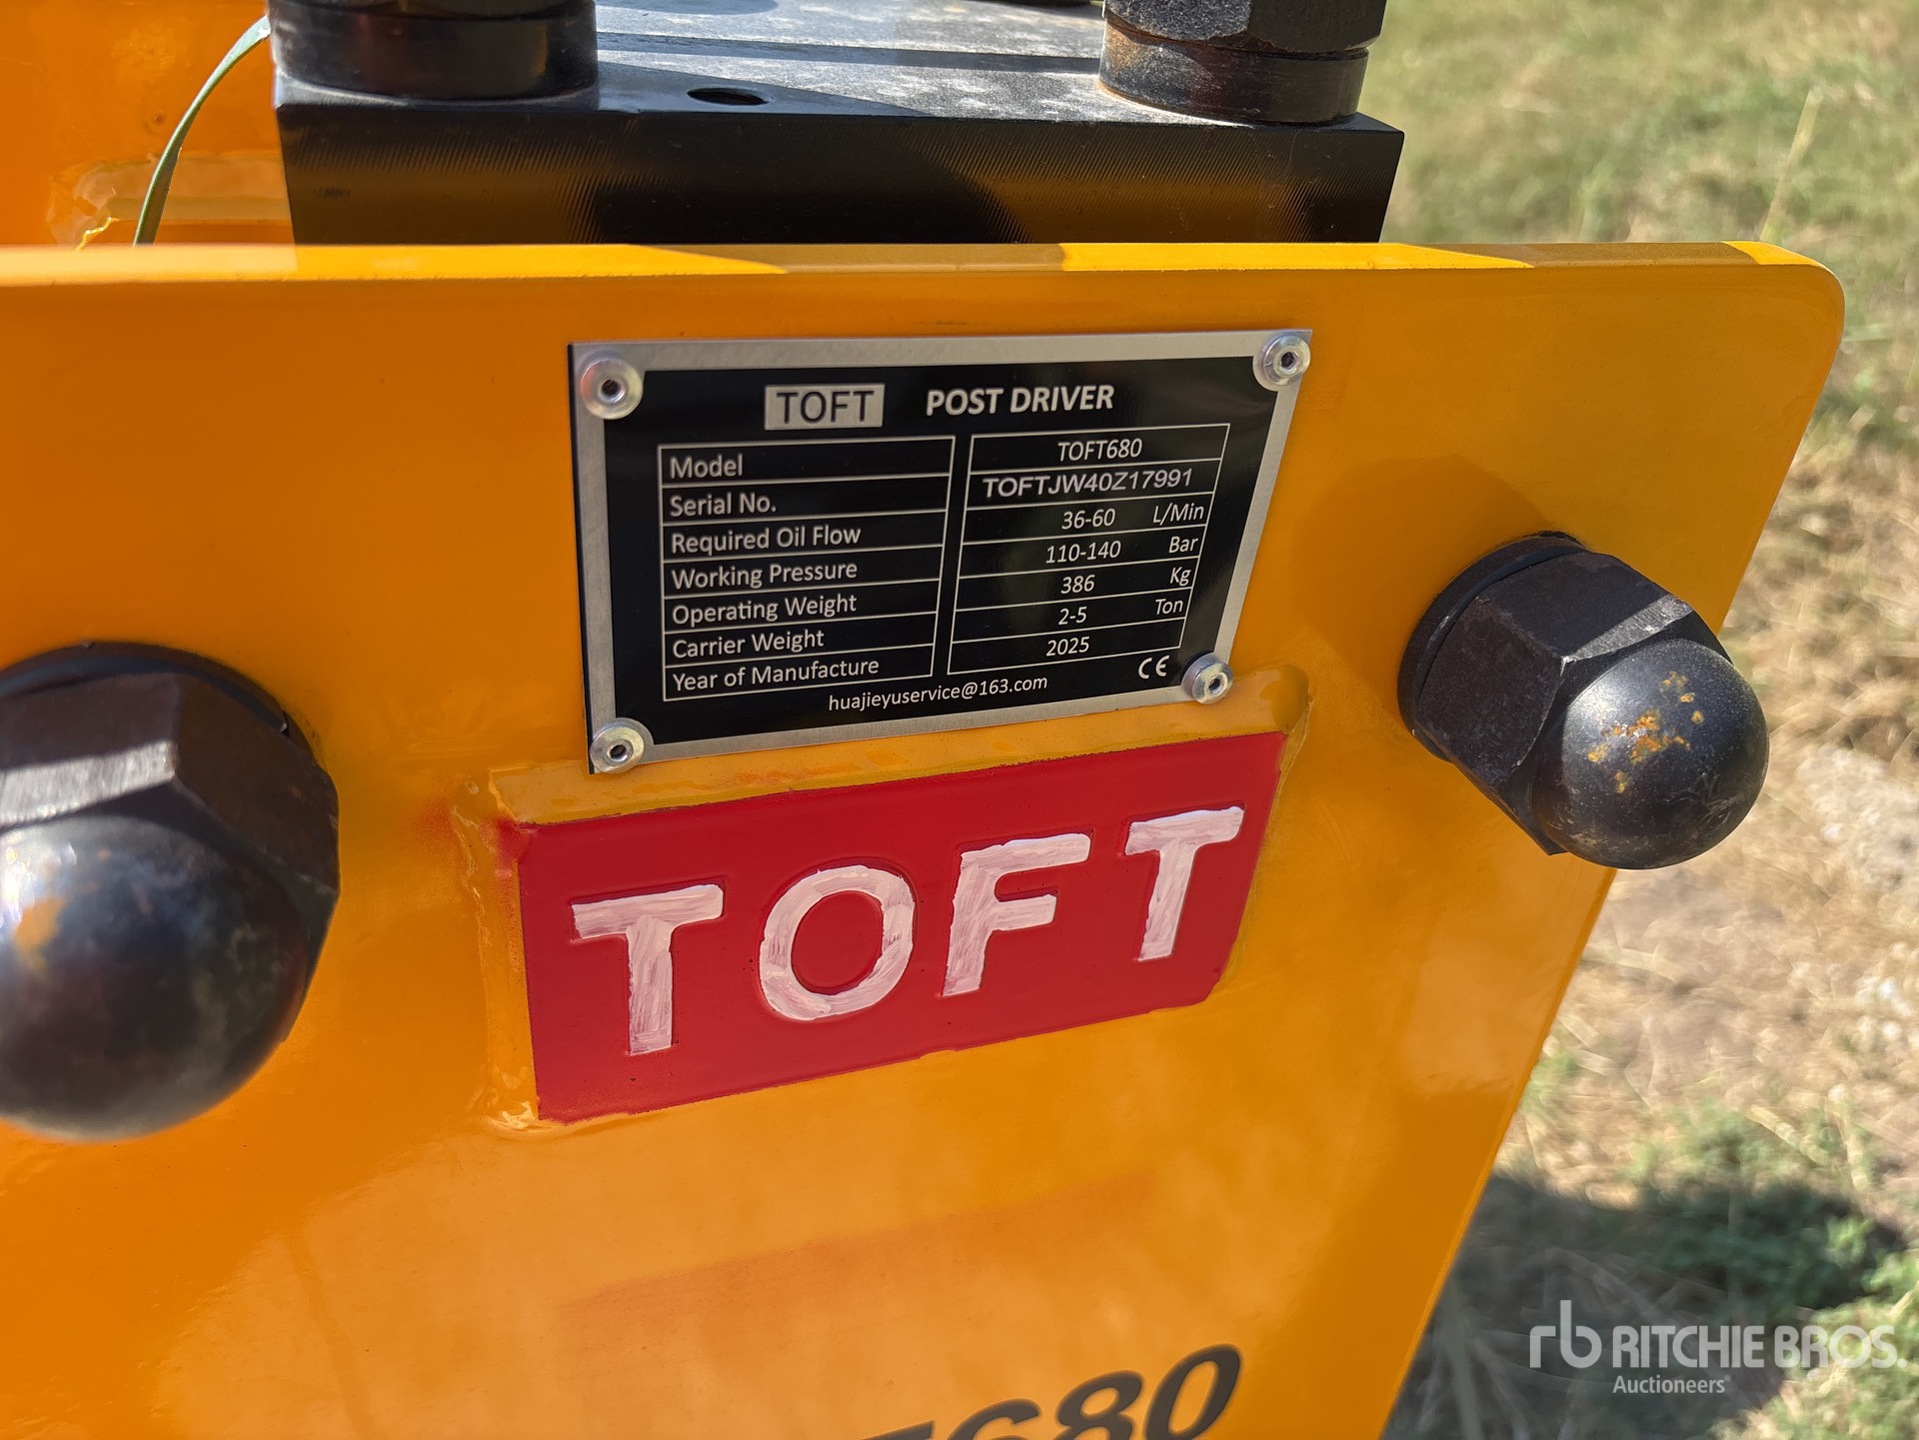 TOFT POST DRIVER
Model TOFT680
Serial No. TOFTJW40Z17991
Required Oil Flow 36-60 L/Min
Working Pressure 110-140 Bar
Operating Weight 386 Kg
Carrier Weight 2-5 Ton
Year of Manufacture 2025
huajieyuservice@163.com CE
TOFT
680
rb RITCHIE BROS.
Auctioneers